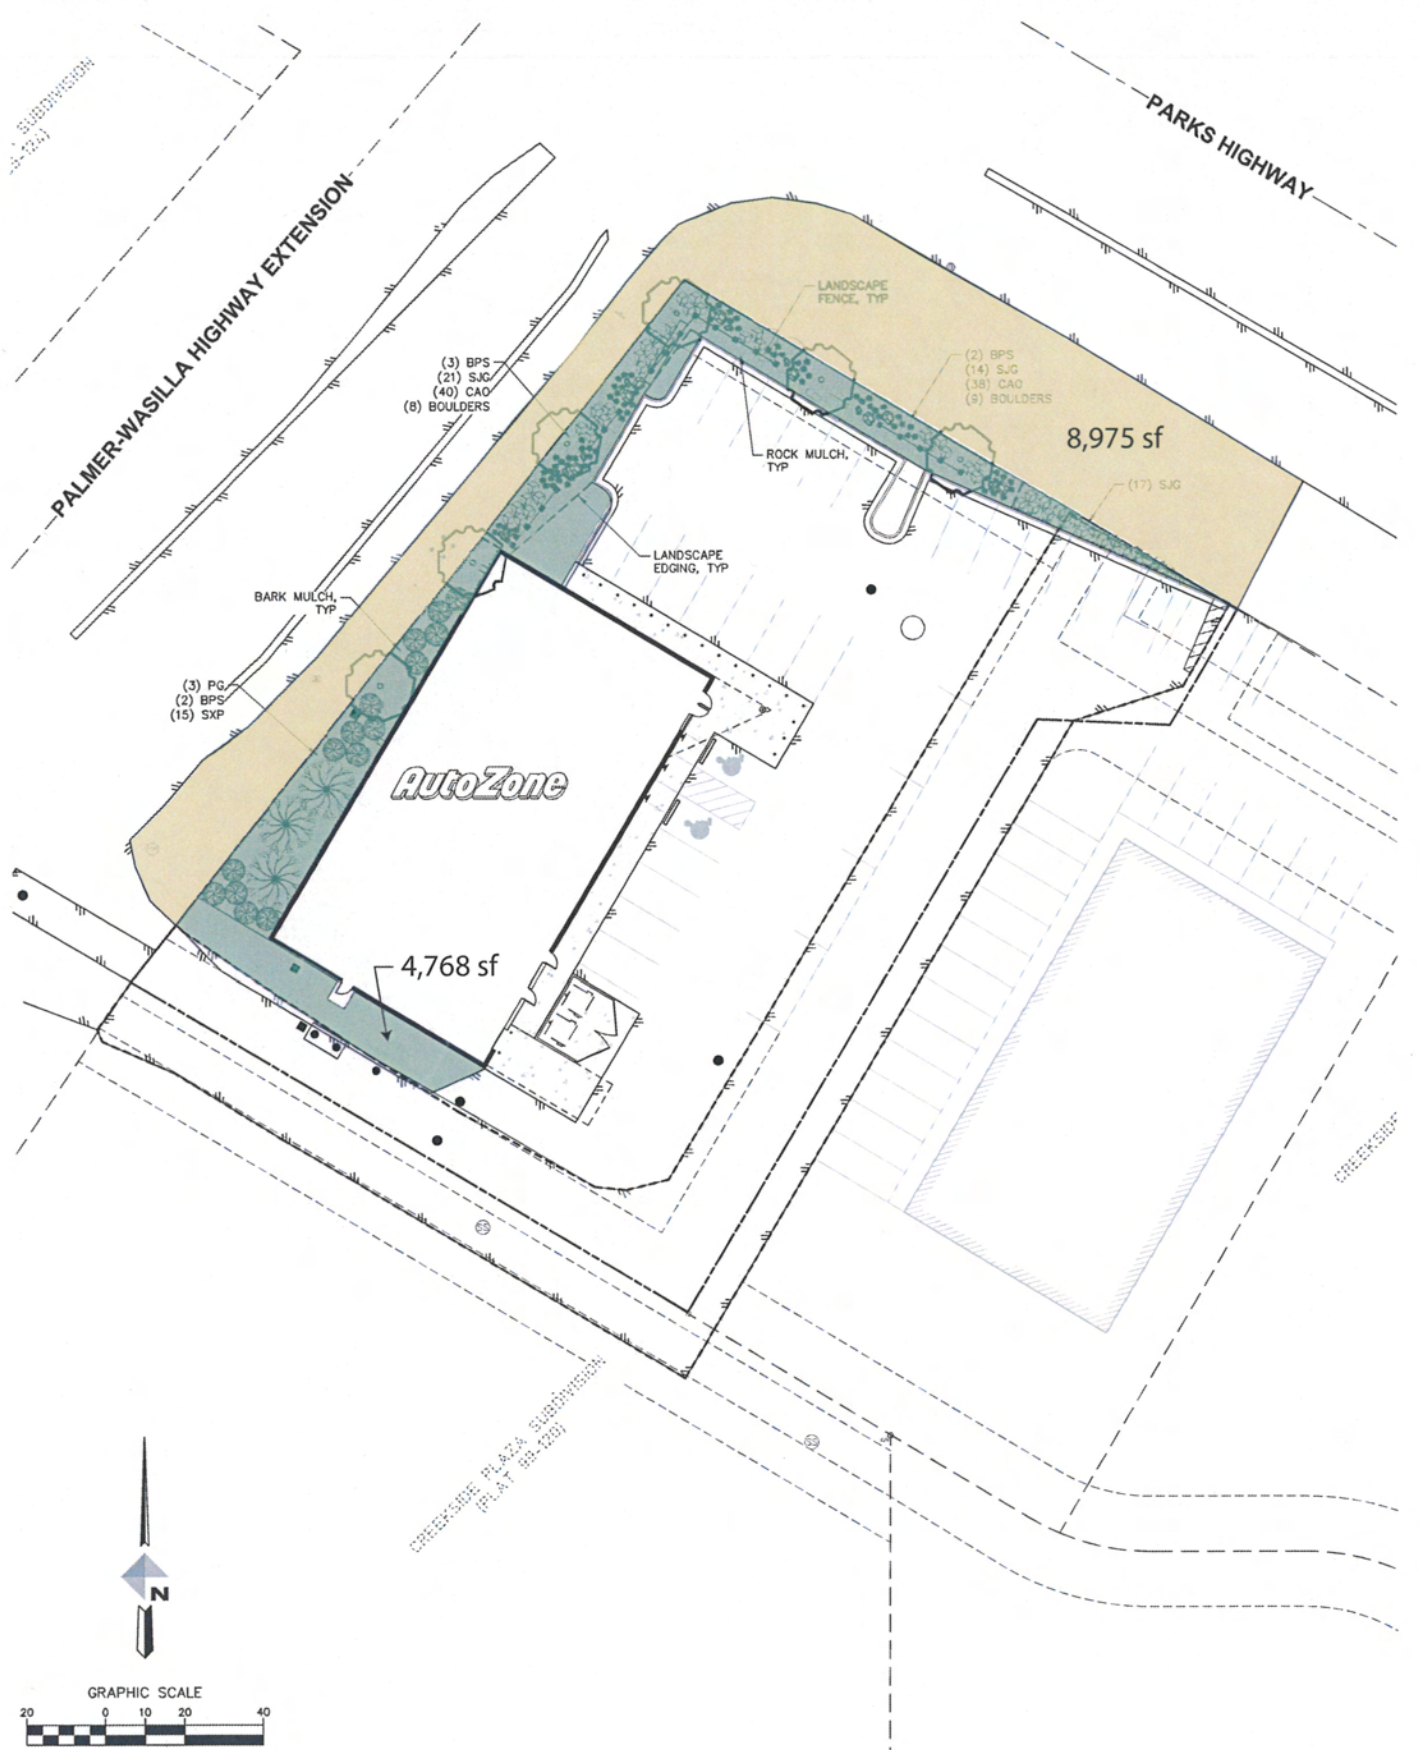 SUBDIVISION
PARKS HIGHWAY
PALMER-WASILLA HIGHWAY EXTENSION
LANDSCAPE
FENCE, TYP
(3) BPS
(21) SJG
(40) CAO
(8) BOULDERS
(2) BPS
(14) SJG
(38) CAO
(9) BOULDERS
8,975 sf
ROCK MULCH,
TYP
(17) SJG
LANDSCAPE
EDGING, TYP
BARK MULCH,
TYP
(3) PG
(2) BPS
(15) SXP
AutoZone
4,768 sf
SS
CREEKSIDE PLAZA SUBDIVISION
SS
N
GRAPHIC SCALE
20 0 10 20 40